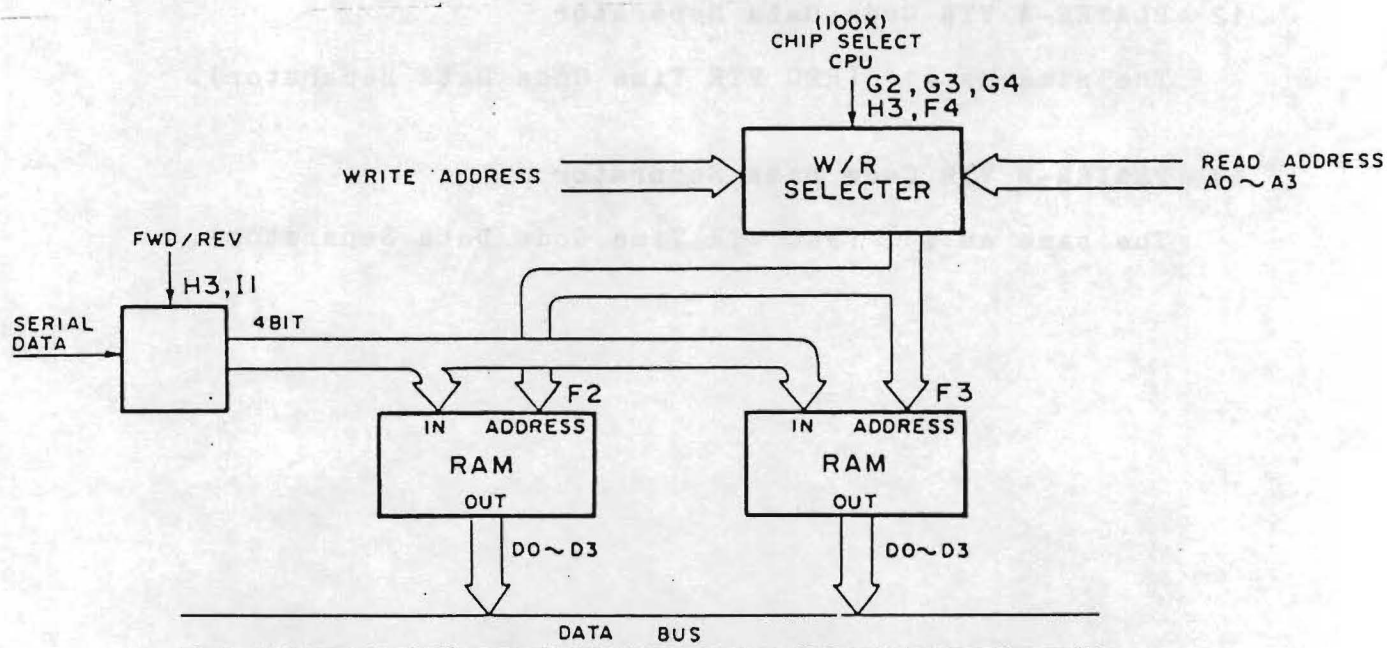 (100X)
CHIP SELECT
CPU
G2, G3, G4
H3, F4
W/R
SELECTER
WRITE ADDRESS
READ ADDRESS
A0~A3
FWD/REV
H3, I1
SERIAL
DATA
4BIT
F2
F3
IN ADDRESS
RAM
OUT
IN ADDRESS
RAM
OUT
D0~D3
D0~D3
DATA BUS